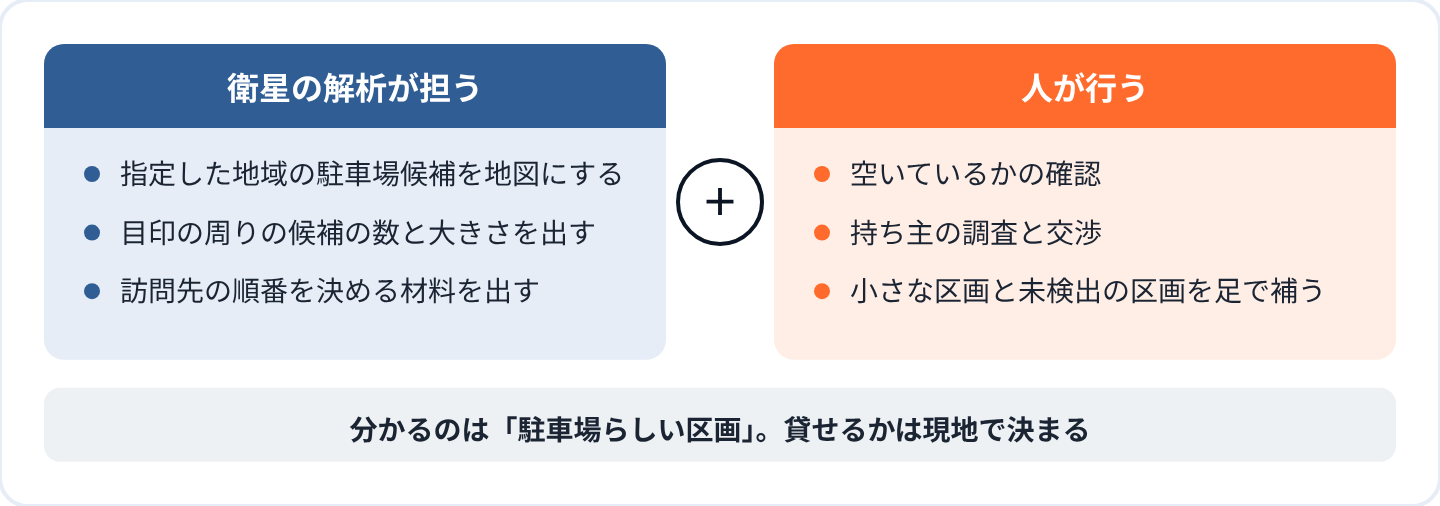 衛星の解析が担う
指定した地域の駐車場候補を地図にする
目印の周りの候補の数と大きさを出す
訪問先の順番を決める材料を出す
+
人が行う
空いているかの確認
持ち主の調査と交渉
小さな区画と未検出の区画を足で補う
分かるのは「駐車場らしい区画」。貸せるかは現地で決まる